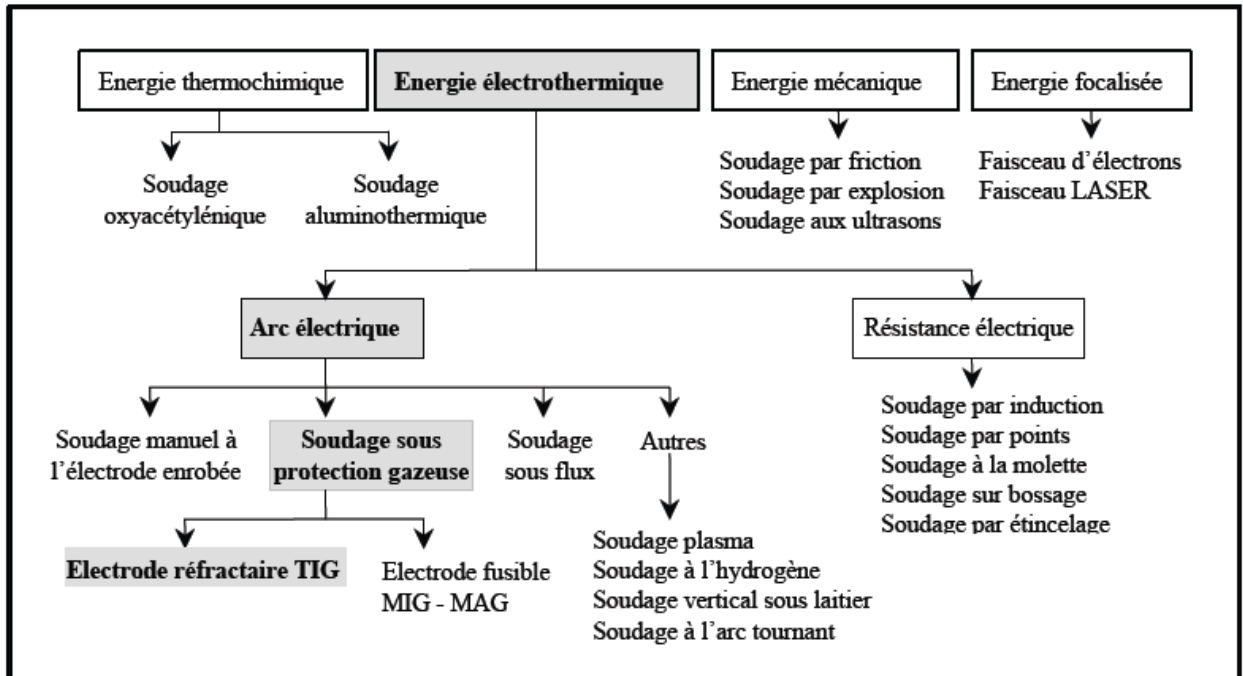 Energie thermochimique
Energie électrothermique
Energie mécanique
Energie focalisée
Soudage
oxyacétylénique
Soudage
aluminothermique
Soudage par friction
Soudage par explosion
Soudage aux ultrasons
Faisceau d’électrons
Faisceau LASER
Arc électrique
Résistance électrique
Soudage manuel à
l’électrode enrobée
Soudage sous
protection gazeuse
Soudage
sous flux
Autres
Soudage par induction
Soudage par points
Soudage à la molette
Soudage sur bossage
Soudage par étincelage
Electrode réfractaire TIG
Electrode fusible
MIG - MAG
Soudage plasma
Soudage à l’hydrogène
Soudage vertical sous laitier
Soudage à l’arc tournant